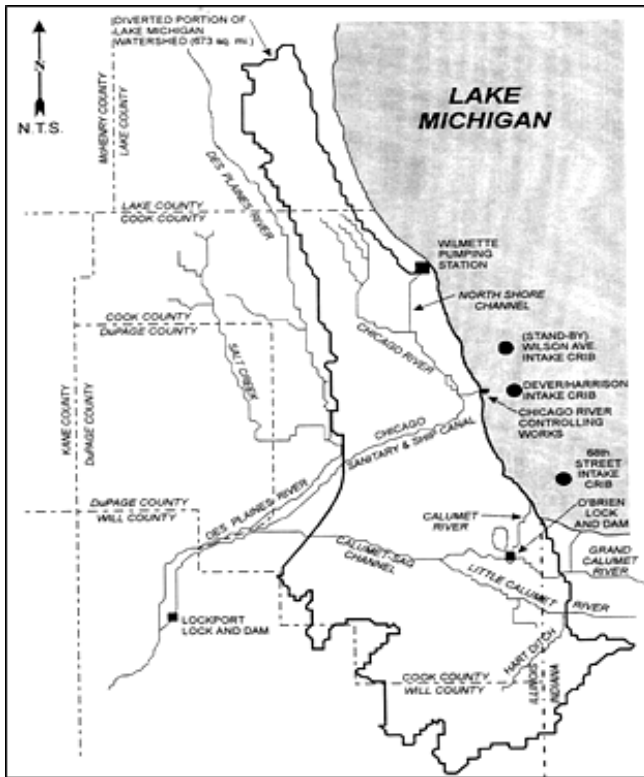 DIVERTED PORTION OF
LAKE MICHIGAN
WATERSHED (673 sq. mi.)
N
N.T.S.
McHENRY COUNTY
LAKE COUNTY
LAKE
MICHIGAN
DES PLAINES RIVER
LAKE COUNTY
COOK COUNTY
WILMETTE
PUMPING
STATION
NORTH SHORE
CHANNEL
COOK COUNTY
DuPAGE COUNTY
SALT CREEK
CHICAGO RIVER
(STAND-BY)
WILSON AVE.
INTAKE CRIB
DEVER/HARRISON
INTAKE CRIB
CHICAGO RIVER
CONTROLLING
WORKS
KANE COUNTY
DuPAGE COUNTY
CHICAGO
SANITARY & SHIP CANAL
68th
STREET INTAKE
CRIB
DES PLAINES RIVER
DuPAGE COUNTY
WILL COUNTY
CALUMET
RIVER
O'BRIEN
LOCK AND DAM
CALUMET-SAG
CHANNEL
GRAND
CALUMET
RIVER
LITTLE CALUMET
RIVER
LOCKPORT
LOCK AND DAM
HART DITCH
COOK COUNTY
WILL COUNTY
ILLINOIS
INDIANA